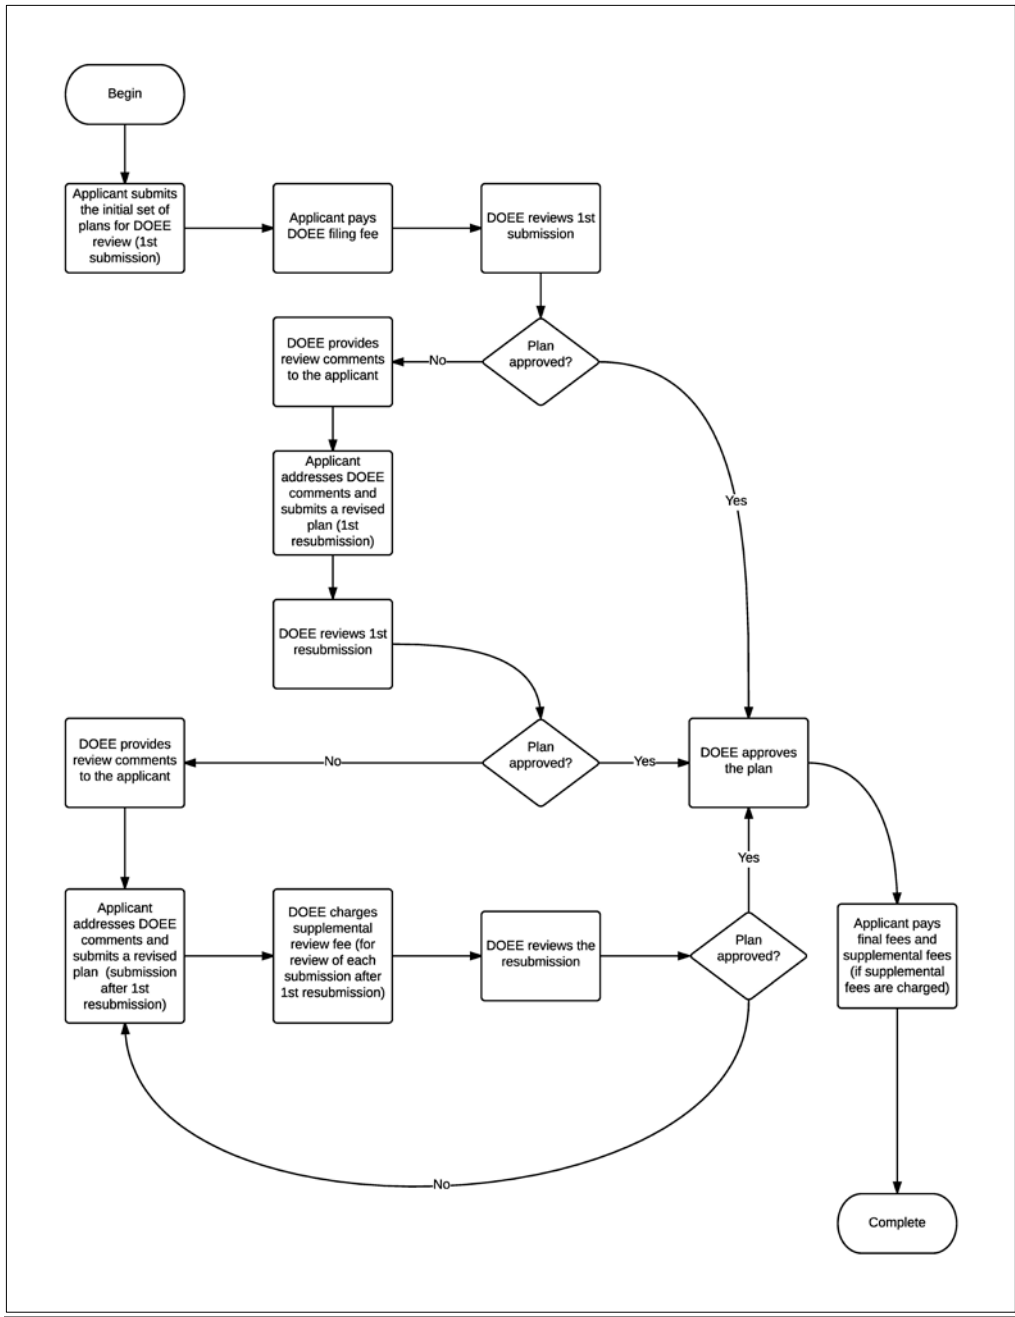 Begin
Applicant submits
the initial set of
plans for DOEE
review (1st
submission)
Applicant pays
DOEE filing fee
DOEE reviews 1st
submission
Plan
approved?
No
DOEE provides
review comments
to the applicant
Applicant
addresses DOEE
comments and
submits a revised
plan (1st
resubmission)
Yes
DOEE reviews 1st
resubmission
Plan
approved?
No
DOEE provides
review comments
to the applicant
Yes
DOEE approves
the plan
Applicant
addresses DOEE
comments and
submits a revised
plan (submission
after 1st
resubmission)
DOEE charges
supplemental
review fee (for
review of each
submission after
1st resubmission)
DOEE reviews the
resubmission
Plan
approved?
Yes
No
Applicant pays
final fees and
supplemental fees
(if supplemental
fees are charged)
Complete